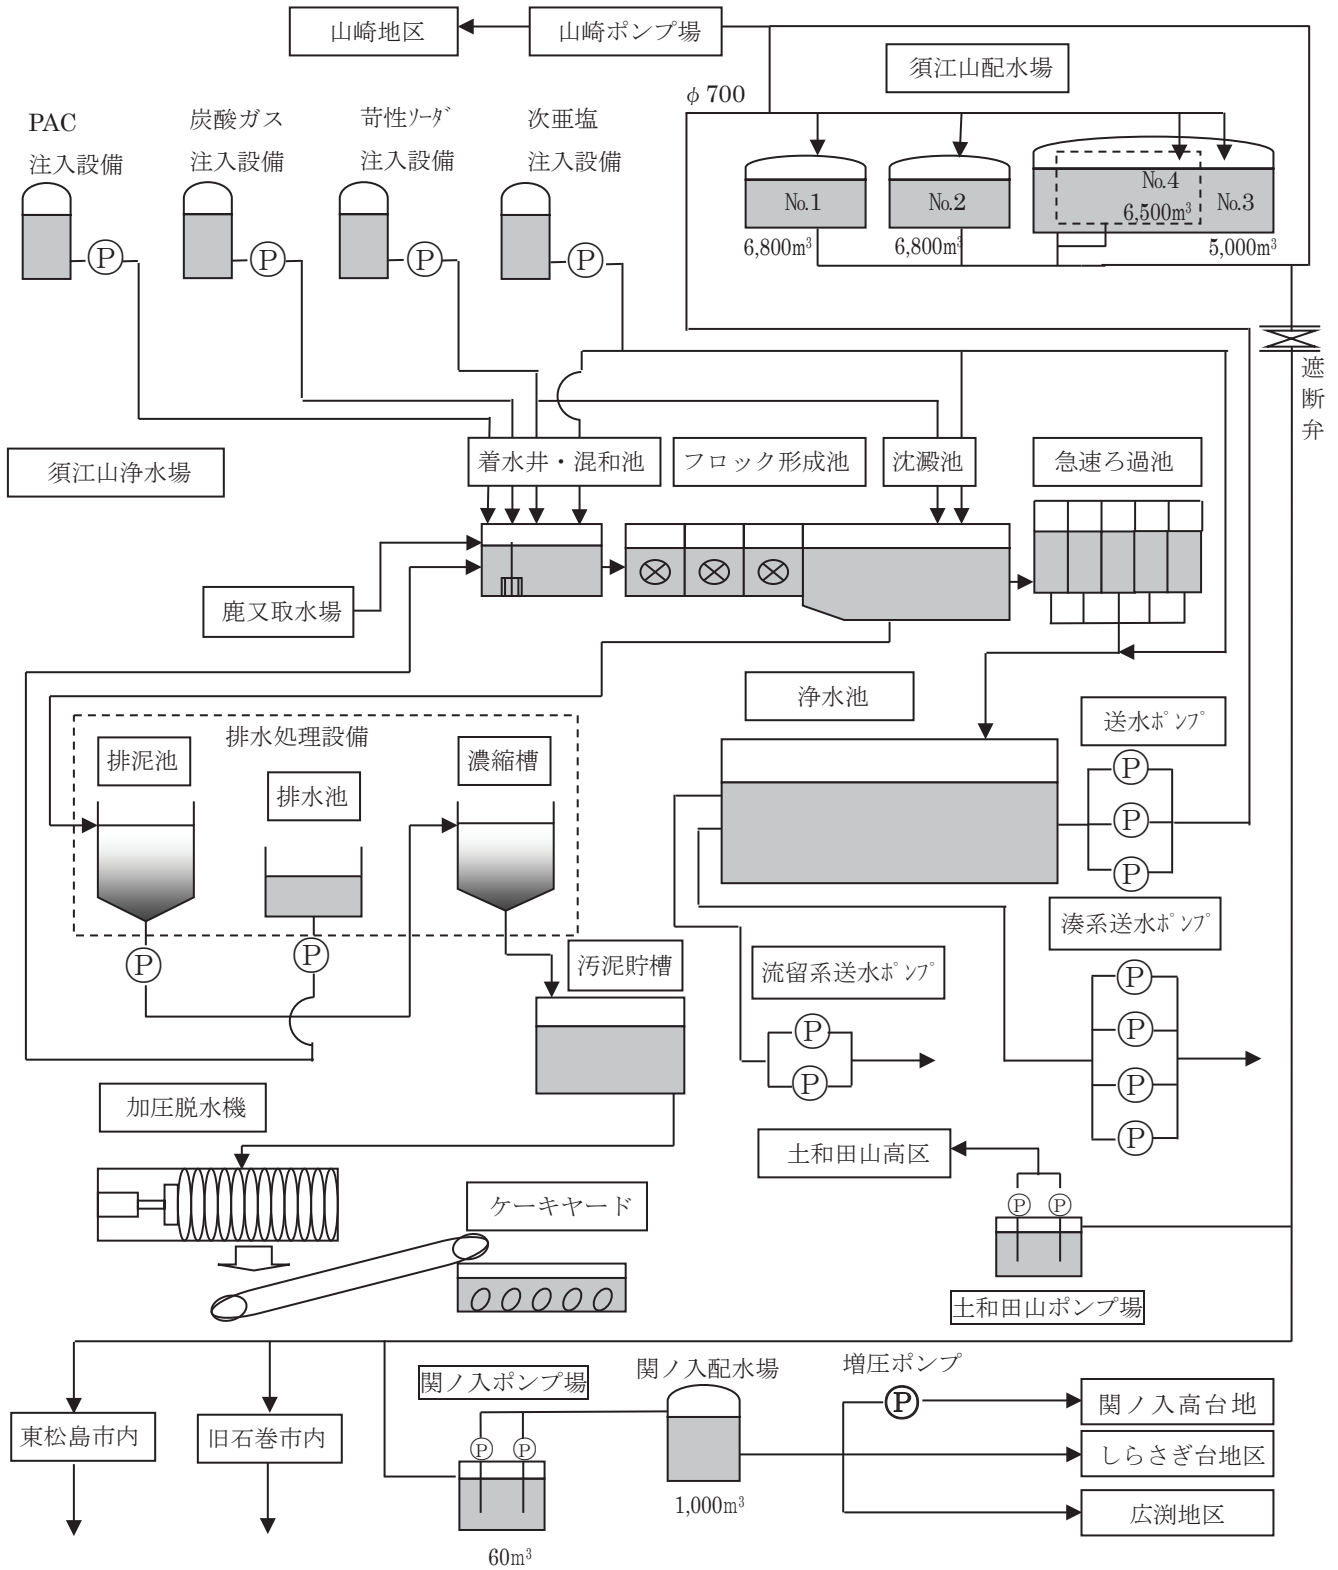 山崎地区
山崎ポンプ場
須江山配水場
φ700
PAC
注入設備
炭酸ガス
注入設備
苛性ｿｰﾀﾞ
注入設備
次亜塩
注入設備
№1
6,800m³
№2
6,800m³
№4
6,500m³
№3
5,000m³
P
P
P
P
遮
断
弁
須江山浄水場
着水井・混和池
フロック形成池
沈澱池
急速ろ過池
鹿又取水場
浄水池
送水ﾎﾟﾝﾌﾟ
P
P
P
排水処理設備
排泥池
排水池
濃縮槽
P
P
汚泥貯槽
流留系送水ﾎﾟﾝﾌﾟ
P
P
湊系送水ﾎﾟﾝﾌﾟ
P
P
P
P
加圧脱水機
土和田山高区
P
P
土和田山ポンプ場
ケーキヤード
関ノ入ポンプ場
P
P
60m³
関ノ入配水場
1,000m³
増圧ポンプ
P
関ノ入高台地
しらさぎ台地区
広渕地区
東松島市内
旧石巻市内